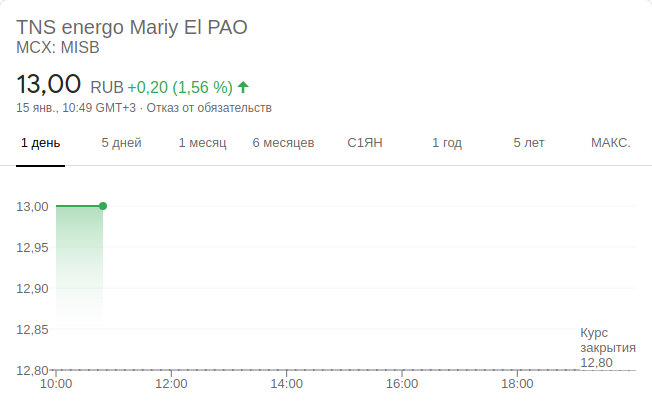 TNS energo Mariy El PAO
MCX: MISB
13,00 RUB +0,20 (1,56 %)
15 янв., 10:49 GMT+3 · Отказ от обязательств
1 день 5 дней 1 месяц 6 месяцев С1ЯН 1 год 5 лет МАКС.
13,00
12,95
12,90
12,85
Курс
закрытия
12,80
12,80
10:00 12:00 14:00 16:00 18:00